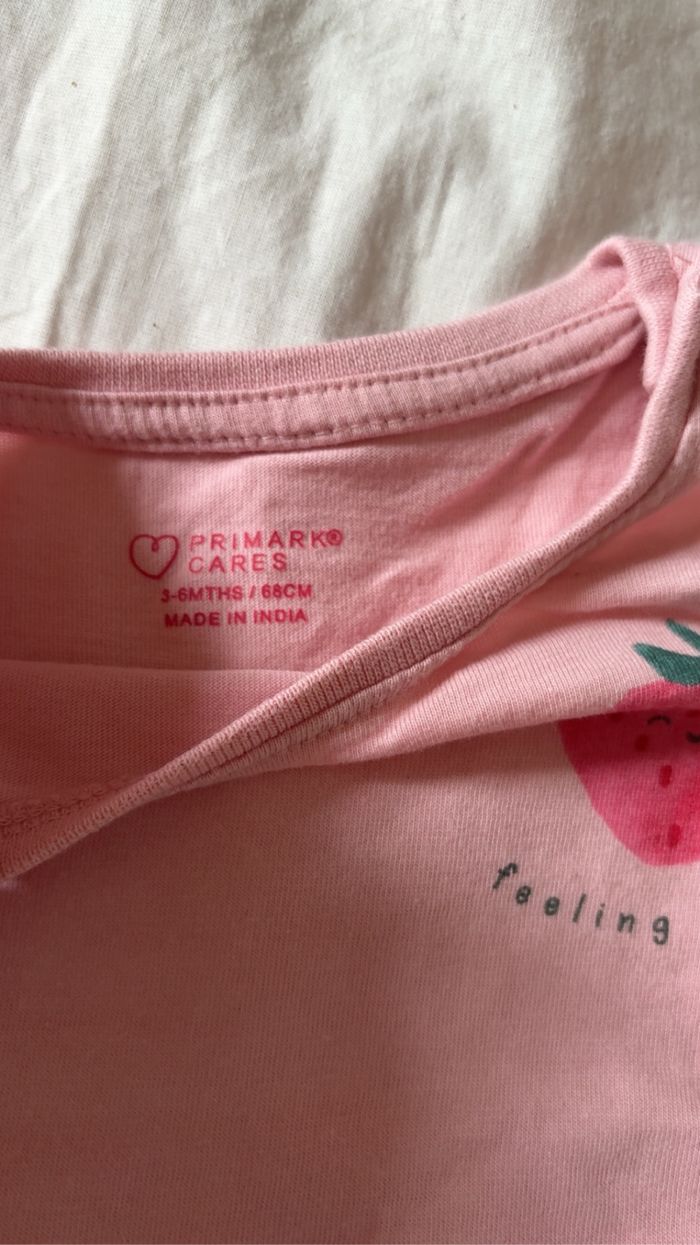 PRIMARK®
CARES
3-6MTHS / 68CM
MADE IN INDIA
feeling